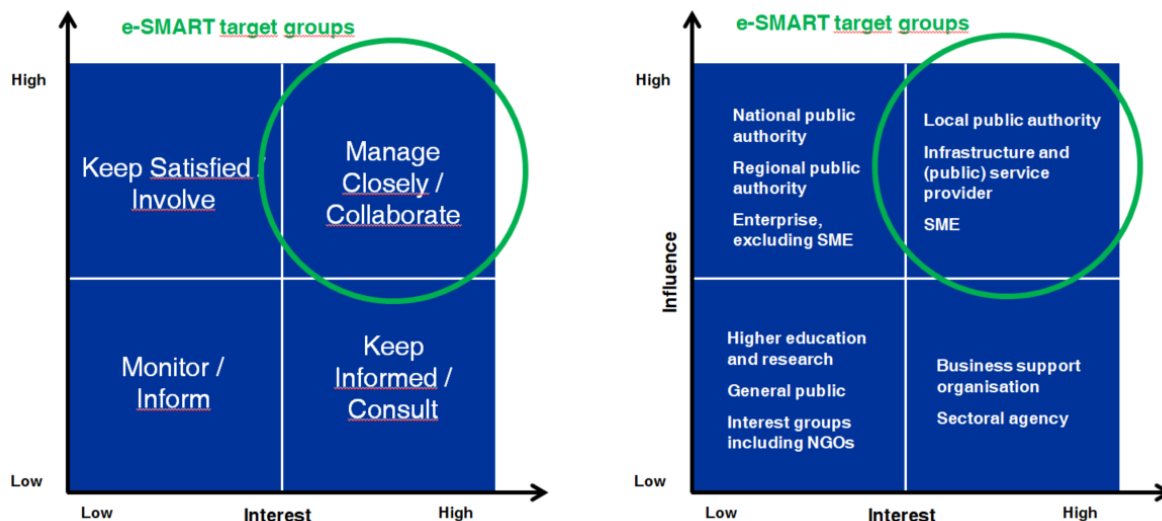 e-SMART target groups
High
Keep Satisfied /
Involve
Manage
Closely /
Collaborate
Monitor /
Inform
Keep
Informed /
Consult
Low
Low
Interest
High
e-SMART target groups
High
Influence
National public
authority
Regional public
authority
Enterprise,
excluding SME
Local public authority
Infrastructure and
(public) service
provider
SME
Higher education
and research
General public
Interest groups
including NGOs
Business support
organisation
Sectoral agency
Low
Low
Interest
High